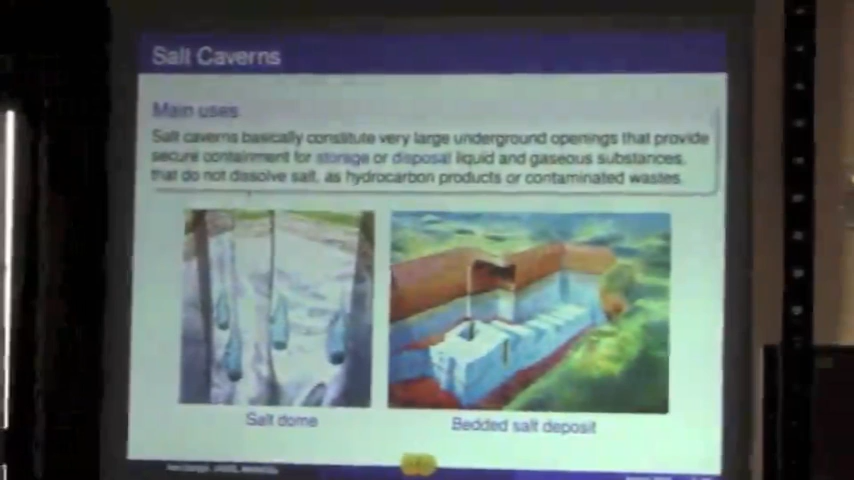 Salt Caverns
Main uses
Salt caverns basically constitute very large underground openings that provide
secure containment for storage or disposal liquid and gaseous substances,
that do not dissolve salt, as hydrocarbon products or contaminated wastes.
Salt dome
Bedded salt deposit